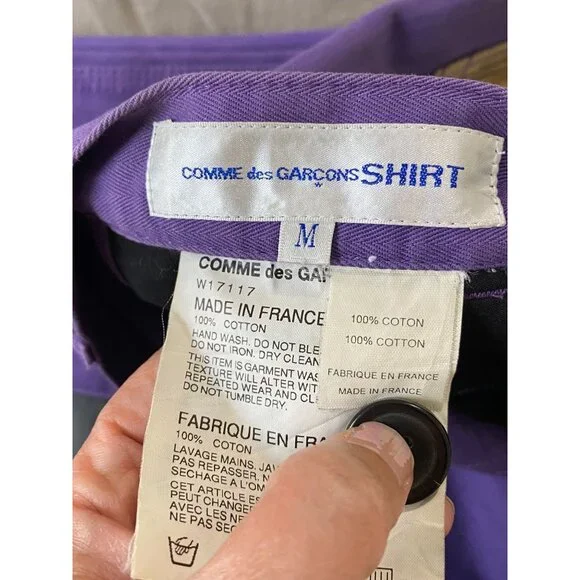 COMME des GARÇONS SHIRT
M
COMME des GAR
W17117
MADE IN FRANCE
100% COTTON
HAND WASH. DO NOT BLE
DO NOT IRON. DRY CLEAN
THIS ITEM IS GARMENT WAS
TEXTURE WILL ALTER WIT
REPEATED WEAR AND CL
DO NOT TUMBLE DRY.
FABRIQUE EN FRA
100% COTON
LAVAGE MAINS. JAV
PAS REPASSER. N
SECHAGE A L'OM
CET ARTICLE ES
PEUT CHANGE
AVEC LES NE
NE PAS SEC
100% COTON
100% COTTON
FABRIQUE EN FRANCE
MADE IN FRANCE